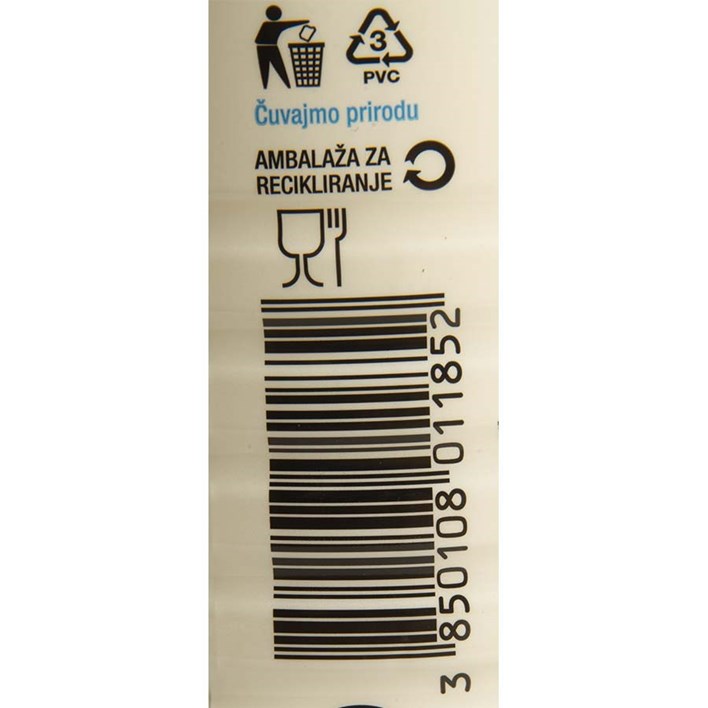 3
PVC
Čuvajmo prirodu
AMBALAŽA ZA
RECIKLIRANJE
3 850108 011852